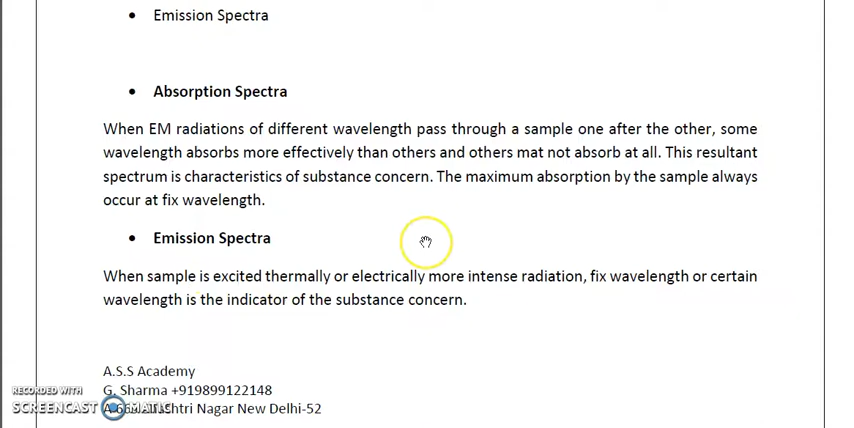 • Emission Spectra
• Absorption Spectra
When EM radiations of different wavelength pass through a sample one after the other, some
wavelength absorbs more effectively than others and others mat not absorb at all. This resultant
spectrum is characteristics of substance concern. The maximum absorption by the sample always
occur at fix wavelength.
• Emission Spectra
When sample is excited thermally or electrically more intense radiation, fix wavelength or certain
wavelength is the indicator of the substance concern.
A.S.S Academy
G. Sharma +919899122148
RECORDED WITH
Nagar New Delhi-52
SCREENCAST MATIC